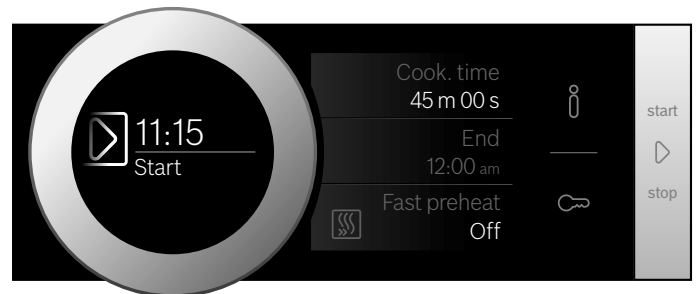 11:15
Start
Cook. time
45 m 00 s
End
12:00 am
Fast preheat
Off
start
stop